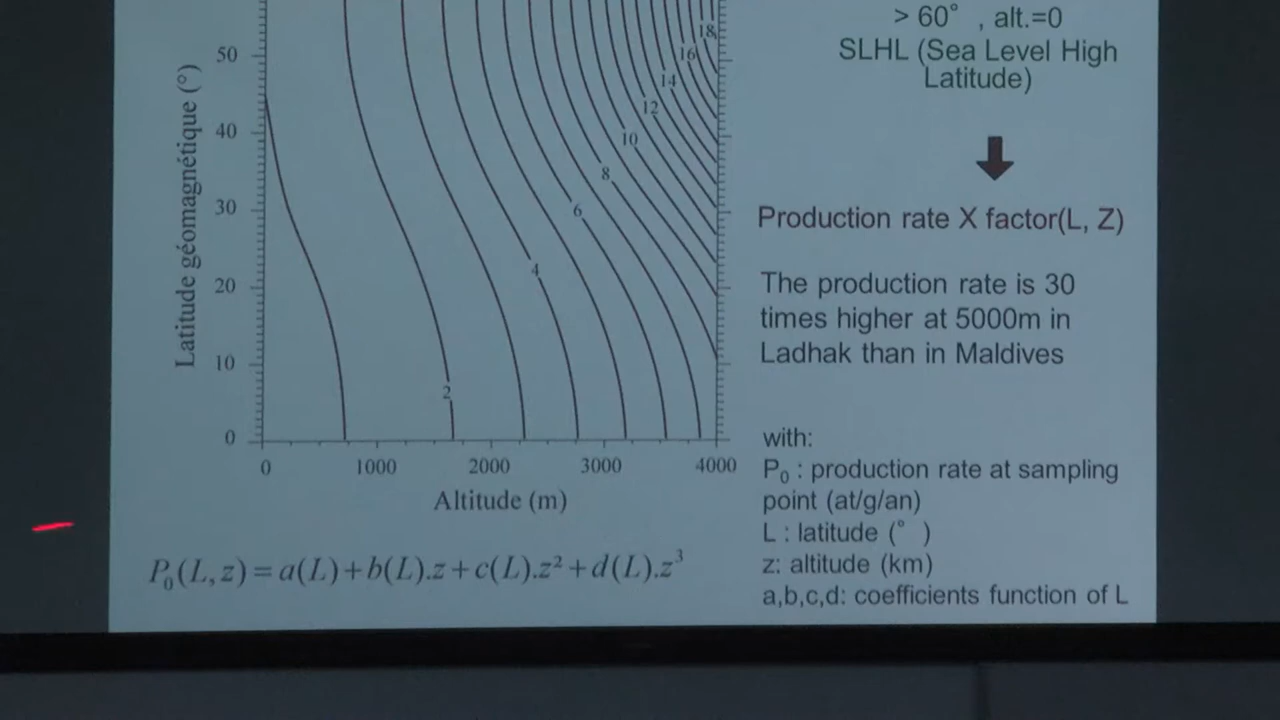 > 60° , alt.=0
SLHL (Sea Level High
Latitude)
Production rate X factor(L, Z)
The production rate is 30
times higher at 5000m in
Ladhak than in Maldives
with:
P₀ : production rate at sampling
point (at/g/an)
L : latitude (° )
z: altitude (km)
a,b,c,d: coefficients function of L
Latitude géomagnétique (°)
50
40
30
20
10
0
18
16
14
12
10
8
6
4
2
0 1000 2000 3000 4000
Altitude (m)
P₀(L,z)=a(L)+b(L).z+c(L).z²+d(L).z³